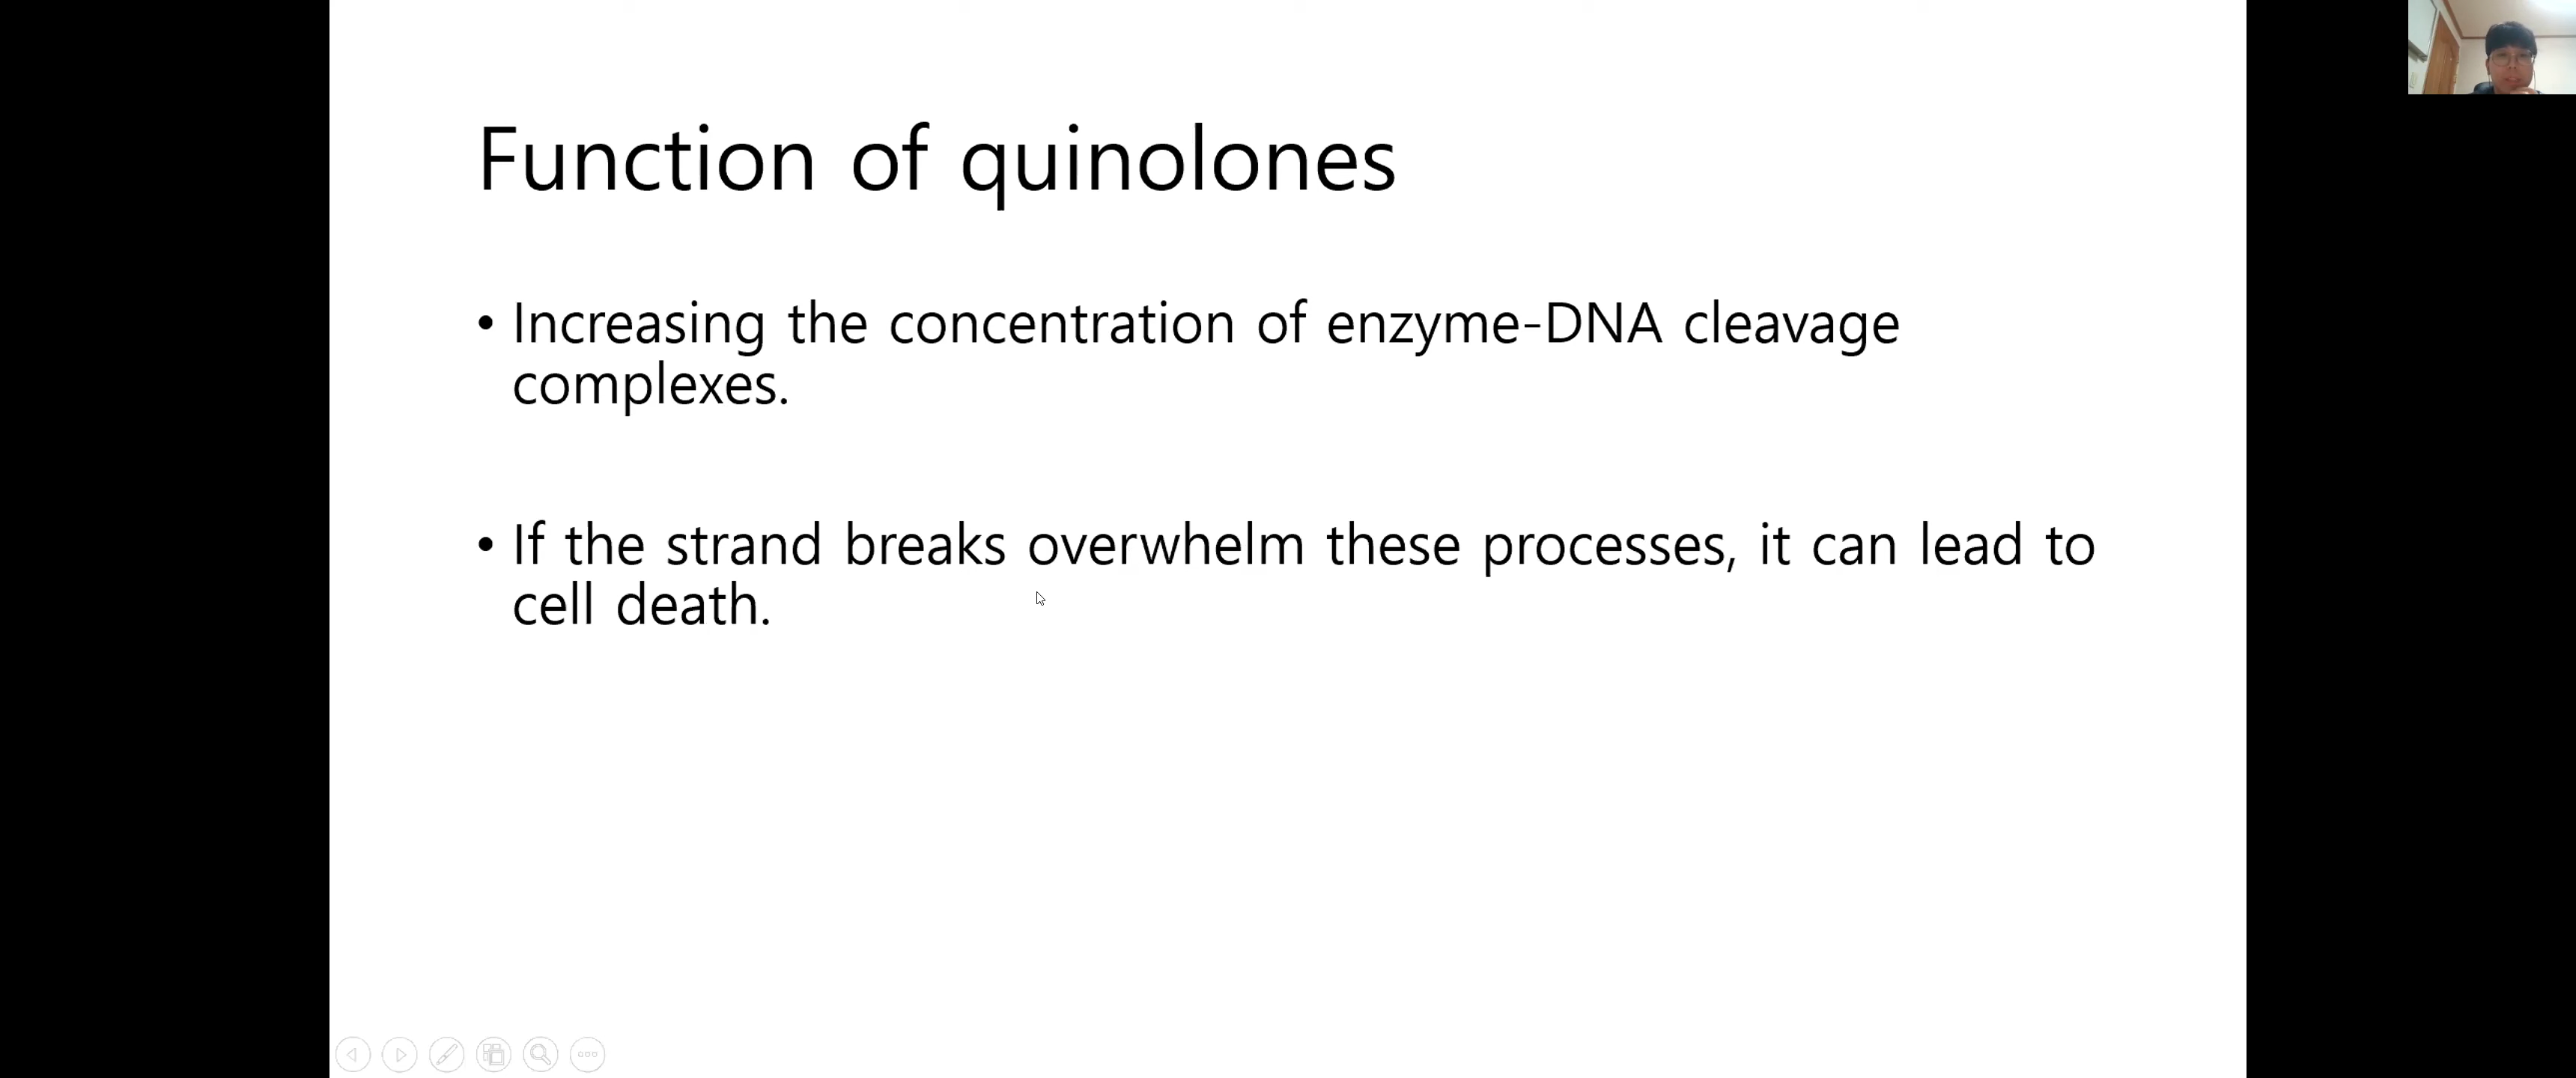 Function of quinolones
• Increasing the concentration of enzyme-DNA cleavage
complexes.
• If the strand breaks overwhelm these processes, it can lead to
cell death.